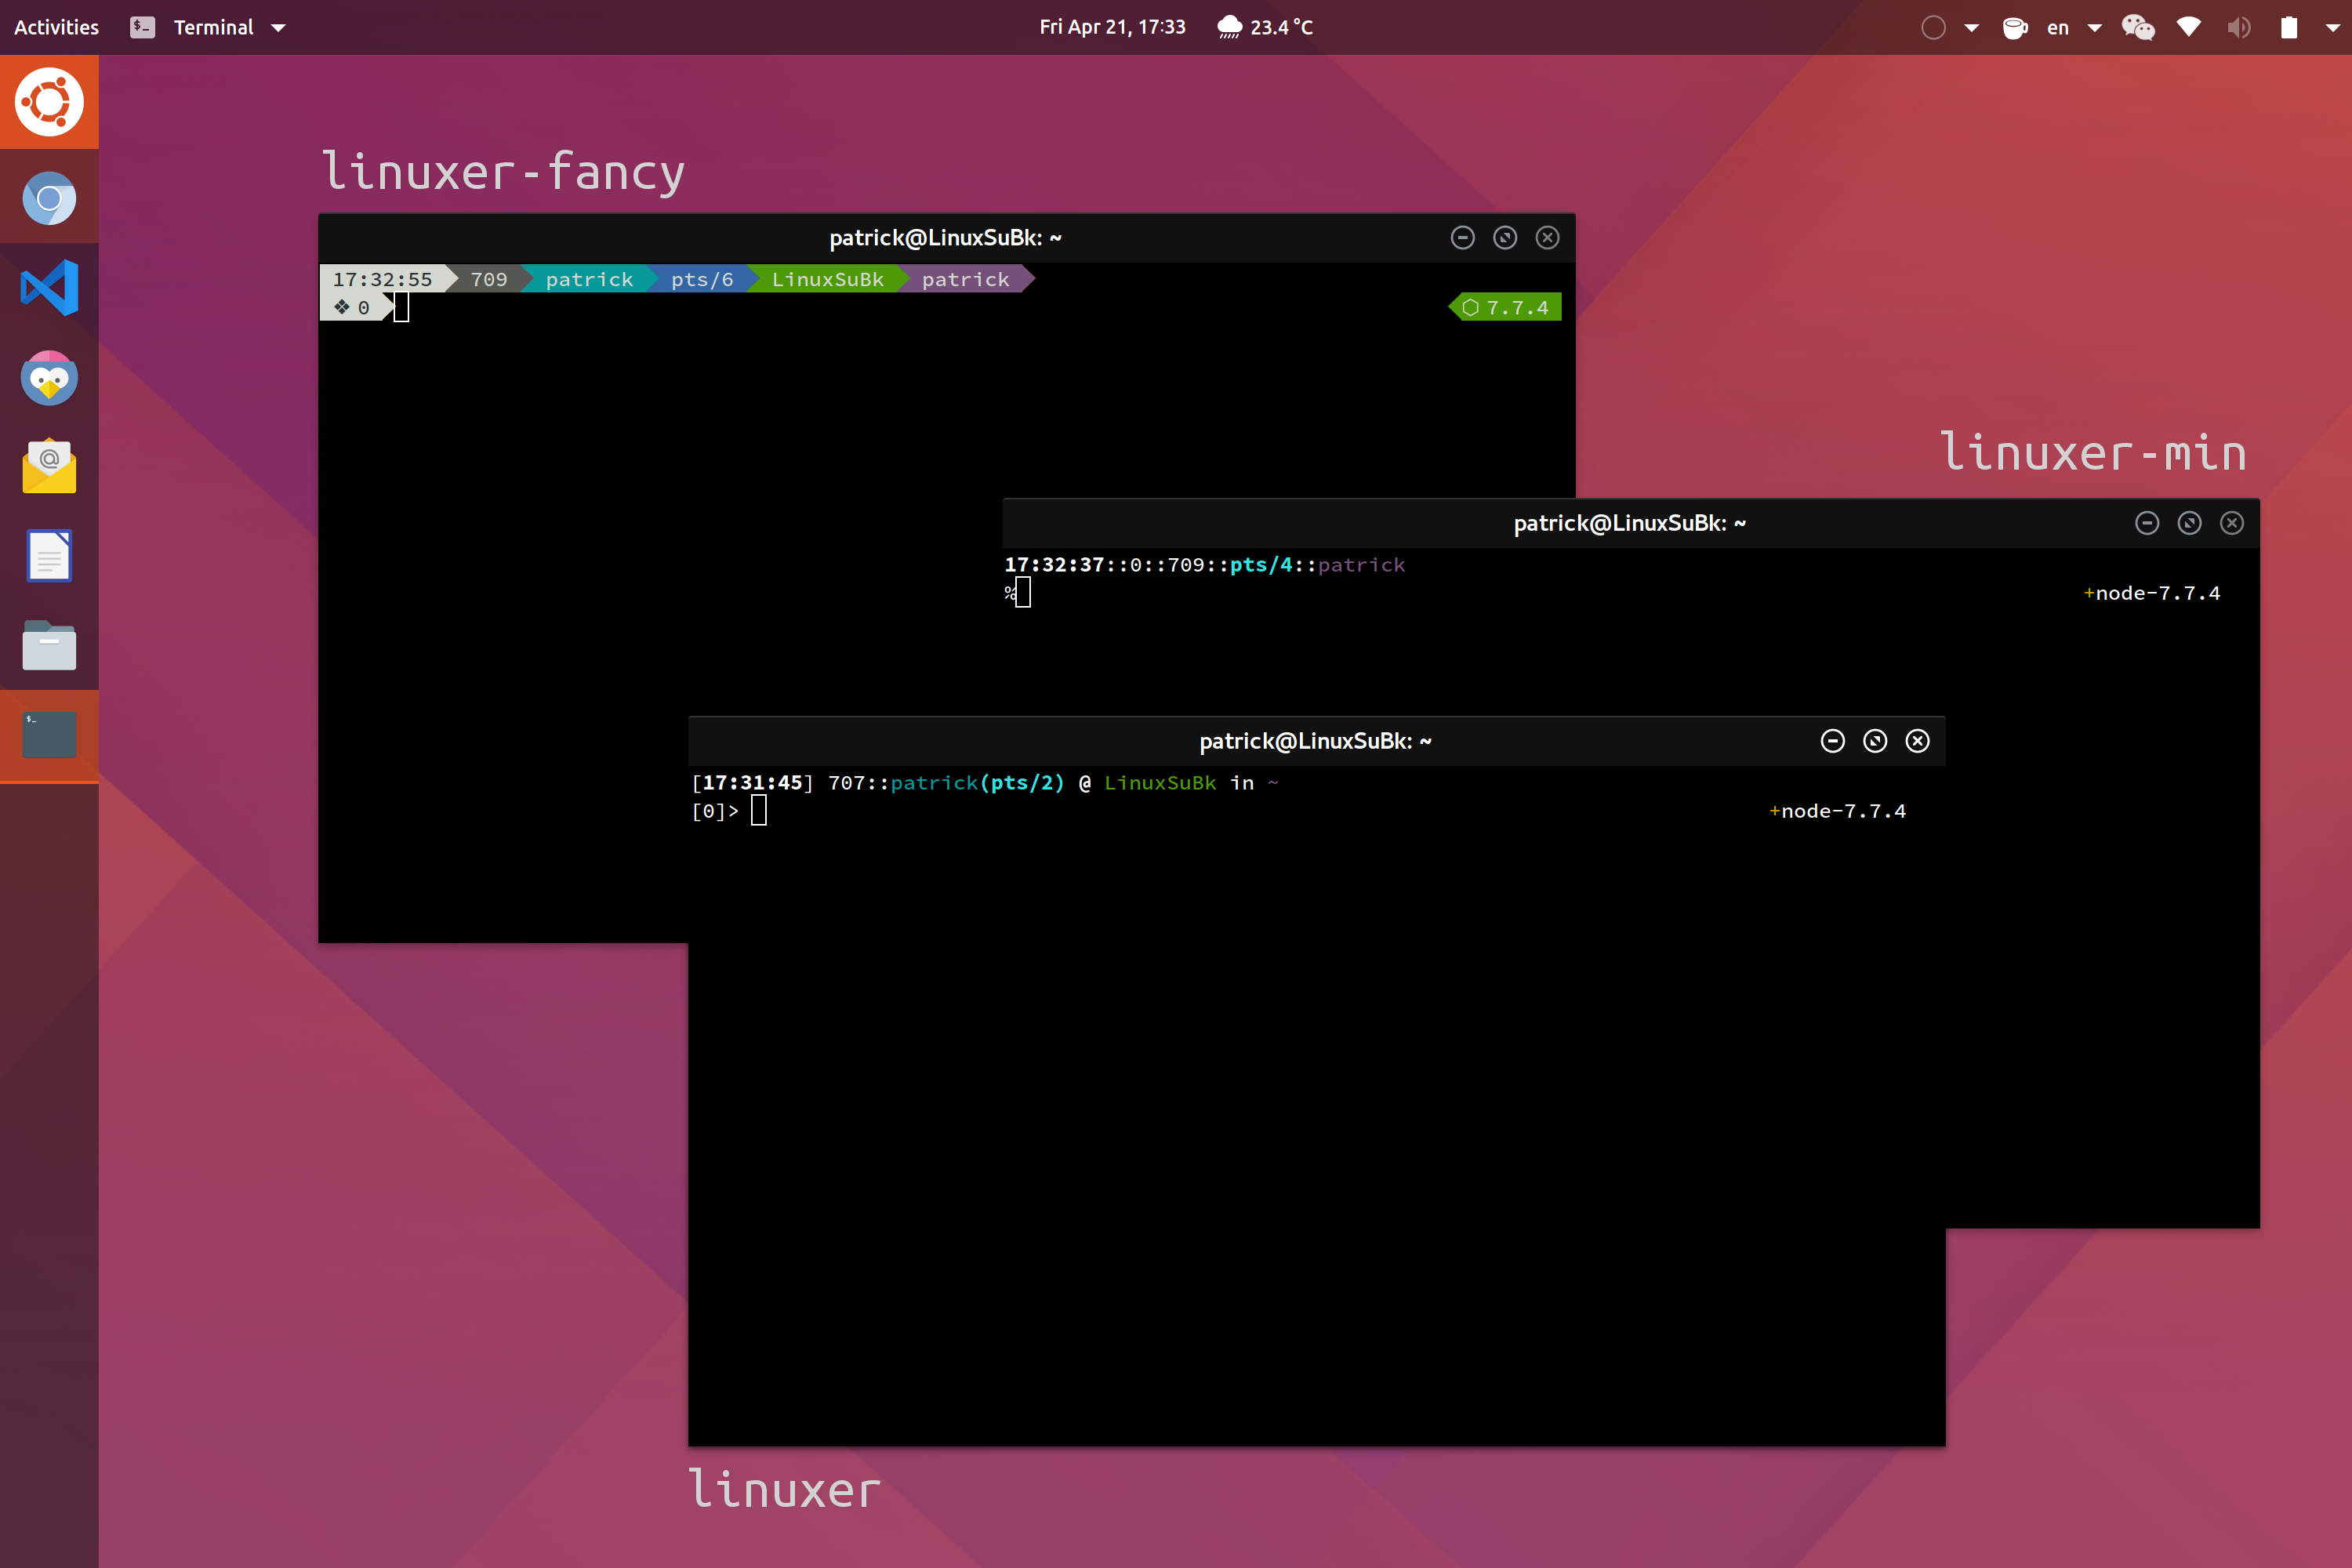 Activities $_ Terminal Fri Apr 21, 17:33 23.4 °C en
linuxer-fancy
patrick@LinuxSuBk: ~
17:32:55 709 patrick pts/6 LinuxSuBk patrick
❖ 0 ⬡ 7.7.4
linuxer-min
patrick@LinuxSuBk: ~
17:32:37::0::709::pts/4::patrick
% +node-7.7.4
$_
patrick@LinuxSuBk: ~
[17:31:45] 707::patrick(pts/2) @ LinuxSuBk in ~
[0]> +node-7.7.4
linuxer